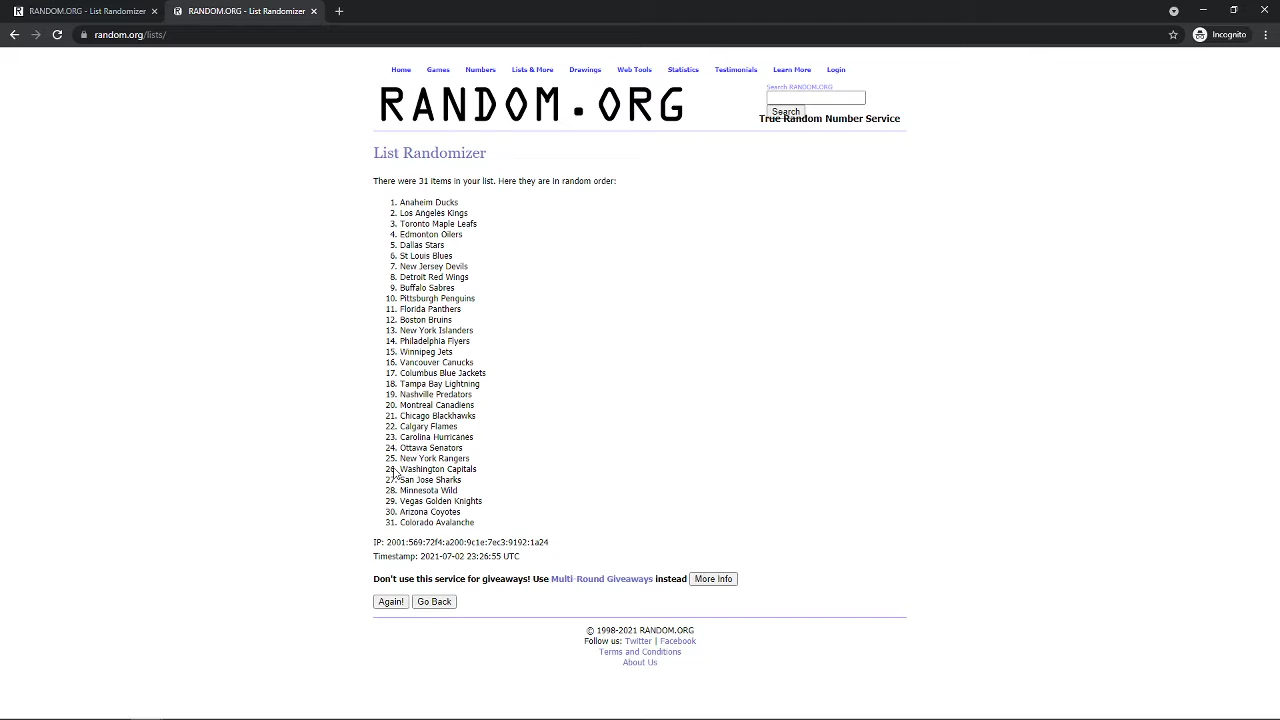 RANDOM.ORG - List Randomizer
RANDOM.ORG - List Randomizer
random.org/lists/
Incognito
Home Games Numbers Lists & More Drawings Web Tools Statistics Testimonials Learn More Login
Search RANDOM.ORG
RANDOM.ORG
Search
True Random Number Service
List Randomizer
There were 31 items in your list. Here they are in random order:
1. Anaheim Ducks
2. Los Angeles Kings
3. Toronto Maple Leafs
4. Edmonton Oilers
5. Dallas Stars
6. St Louis Blues
7. New Jersey Devils
8. Detroit Red Wings
9. Buffalo Sabres
10. Pittsburgh Penguins
11. Florida Panthers
12. Boston Bruins
13. New York Islanders
14. Philadelphia Flyers
15. Winnipeg Jets
16. Vancouver Canucks
17. Columbus Blue Jackets
18. Tampa Bay Lightning
19. Nashville Predators
20. Montreal Canadiens
21. Chicago Blackhawks
22. Calgary Flames
23. Carolina Hurricanes
24. Ottawa Senators
25. New York Rangers
26. Washington Capitals
27. San Jose Sharks
28. Minnesota Wild
29. Vegas Golden Knights
30. Arizona Coyotes
31. Colorado Avalanche
IP: 2001:569:72f4:a200:9c1e:7ec3:9192:1a24
Timestamp: 2021-07-02 23:26:55 UTC
Don't use this service for giveaways! Use Multi-Round Giveaways instead More Info
Again! Go Back
© 1998-2021 RANDOM.ORG
Follow us: Twitter | Facebook
Terms and Conditions
About Us